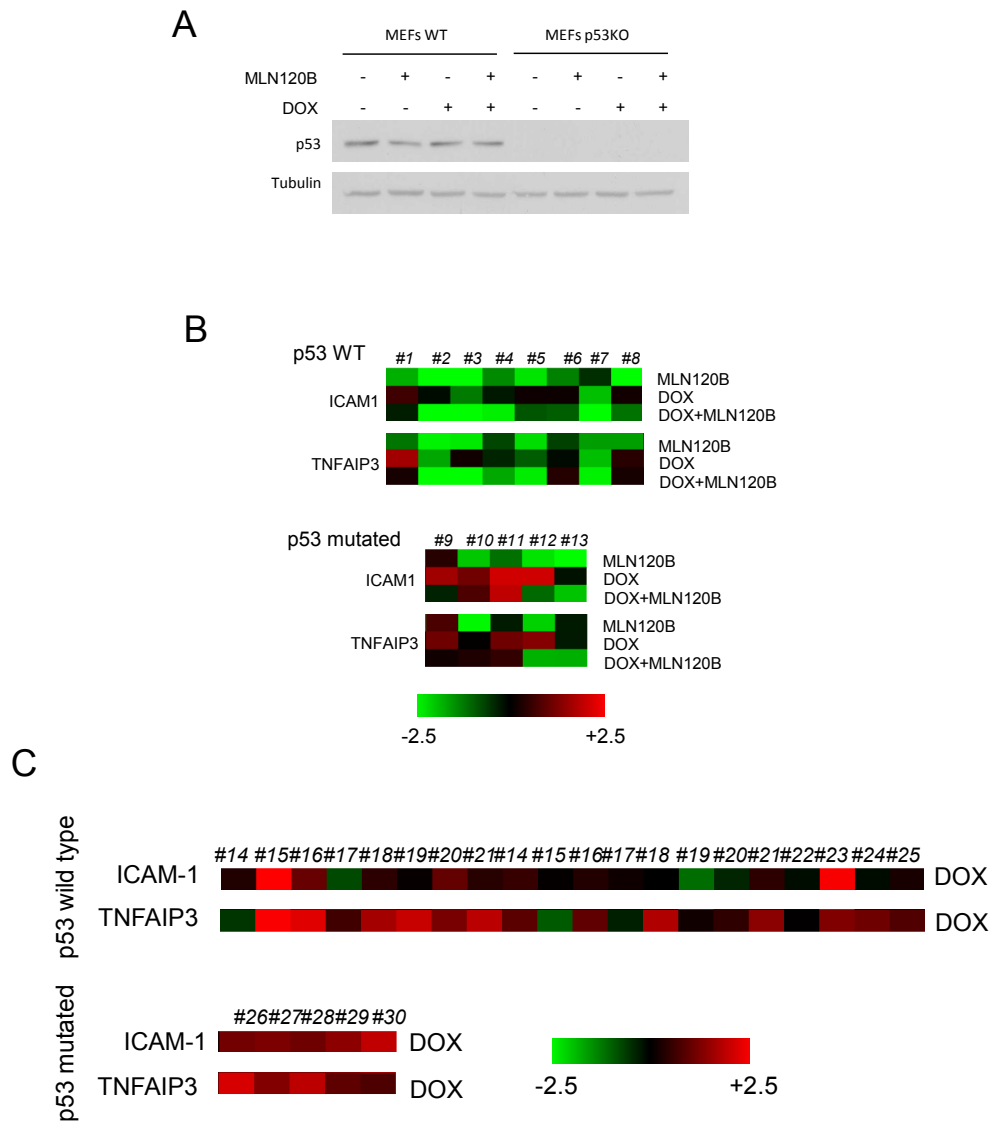 A
MEFs WT MEFs p53KO
MLN120B - + - + - + - +
DOX - - + + - - + +
p53
Tubulin
B
p53 WT
#1 #2 #3 #4 #5 #6 #7 #8
ICAM1
MLN120B
DOX
DOX+MLN120B
TNFAIP3
MLN120B
DOX
DOX+MLN120B
p53 mutated
#9 #10 #11 #12 #13
ICAM1
MLN120B
DOX
DOX+MLN120B
TNFAIP3
MLN120B
DOX
DOX+MLN120B
-2.5 +2.5
C
p53 wild type
#14 #15 #16 #17 #18 #19 #20 #21 #14 #15 #16 #17 #18 #19 #20 #21 #22 #23 #24 #25
ICAM-1 DOX
TNFAIP3 DOX
p53 mutated
#26 #27 #28 #29 #30
ICAM-1 DOX
TNFAIP3 DOX
-2.5 +2.5